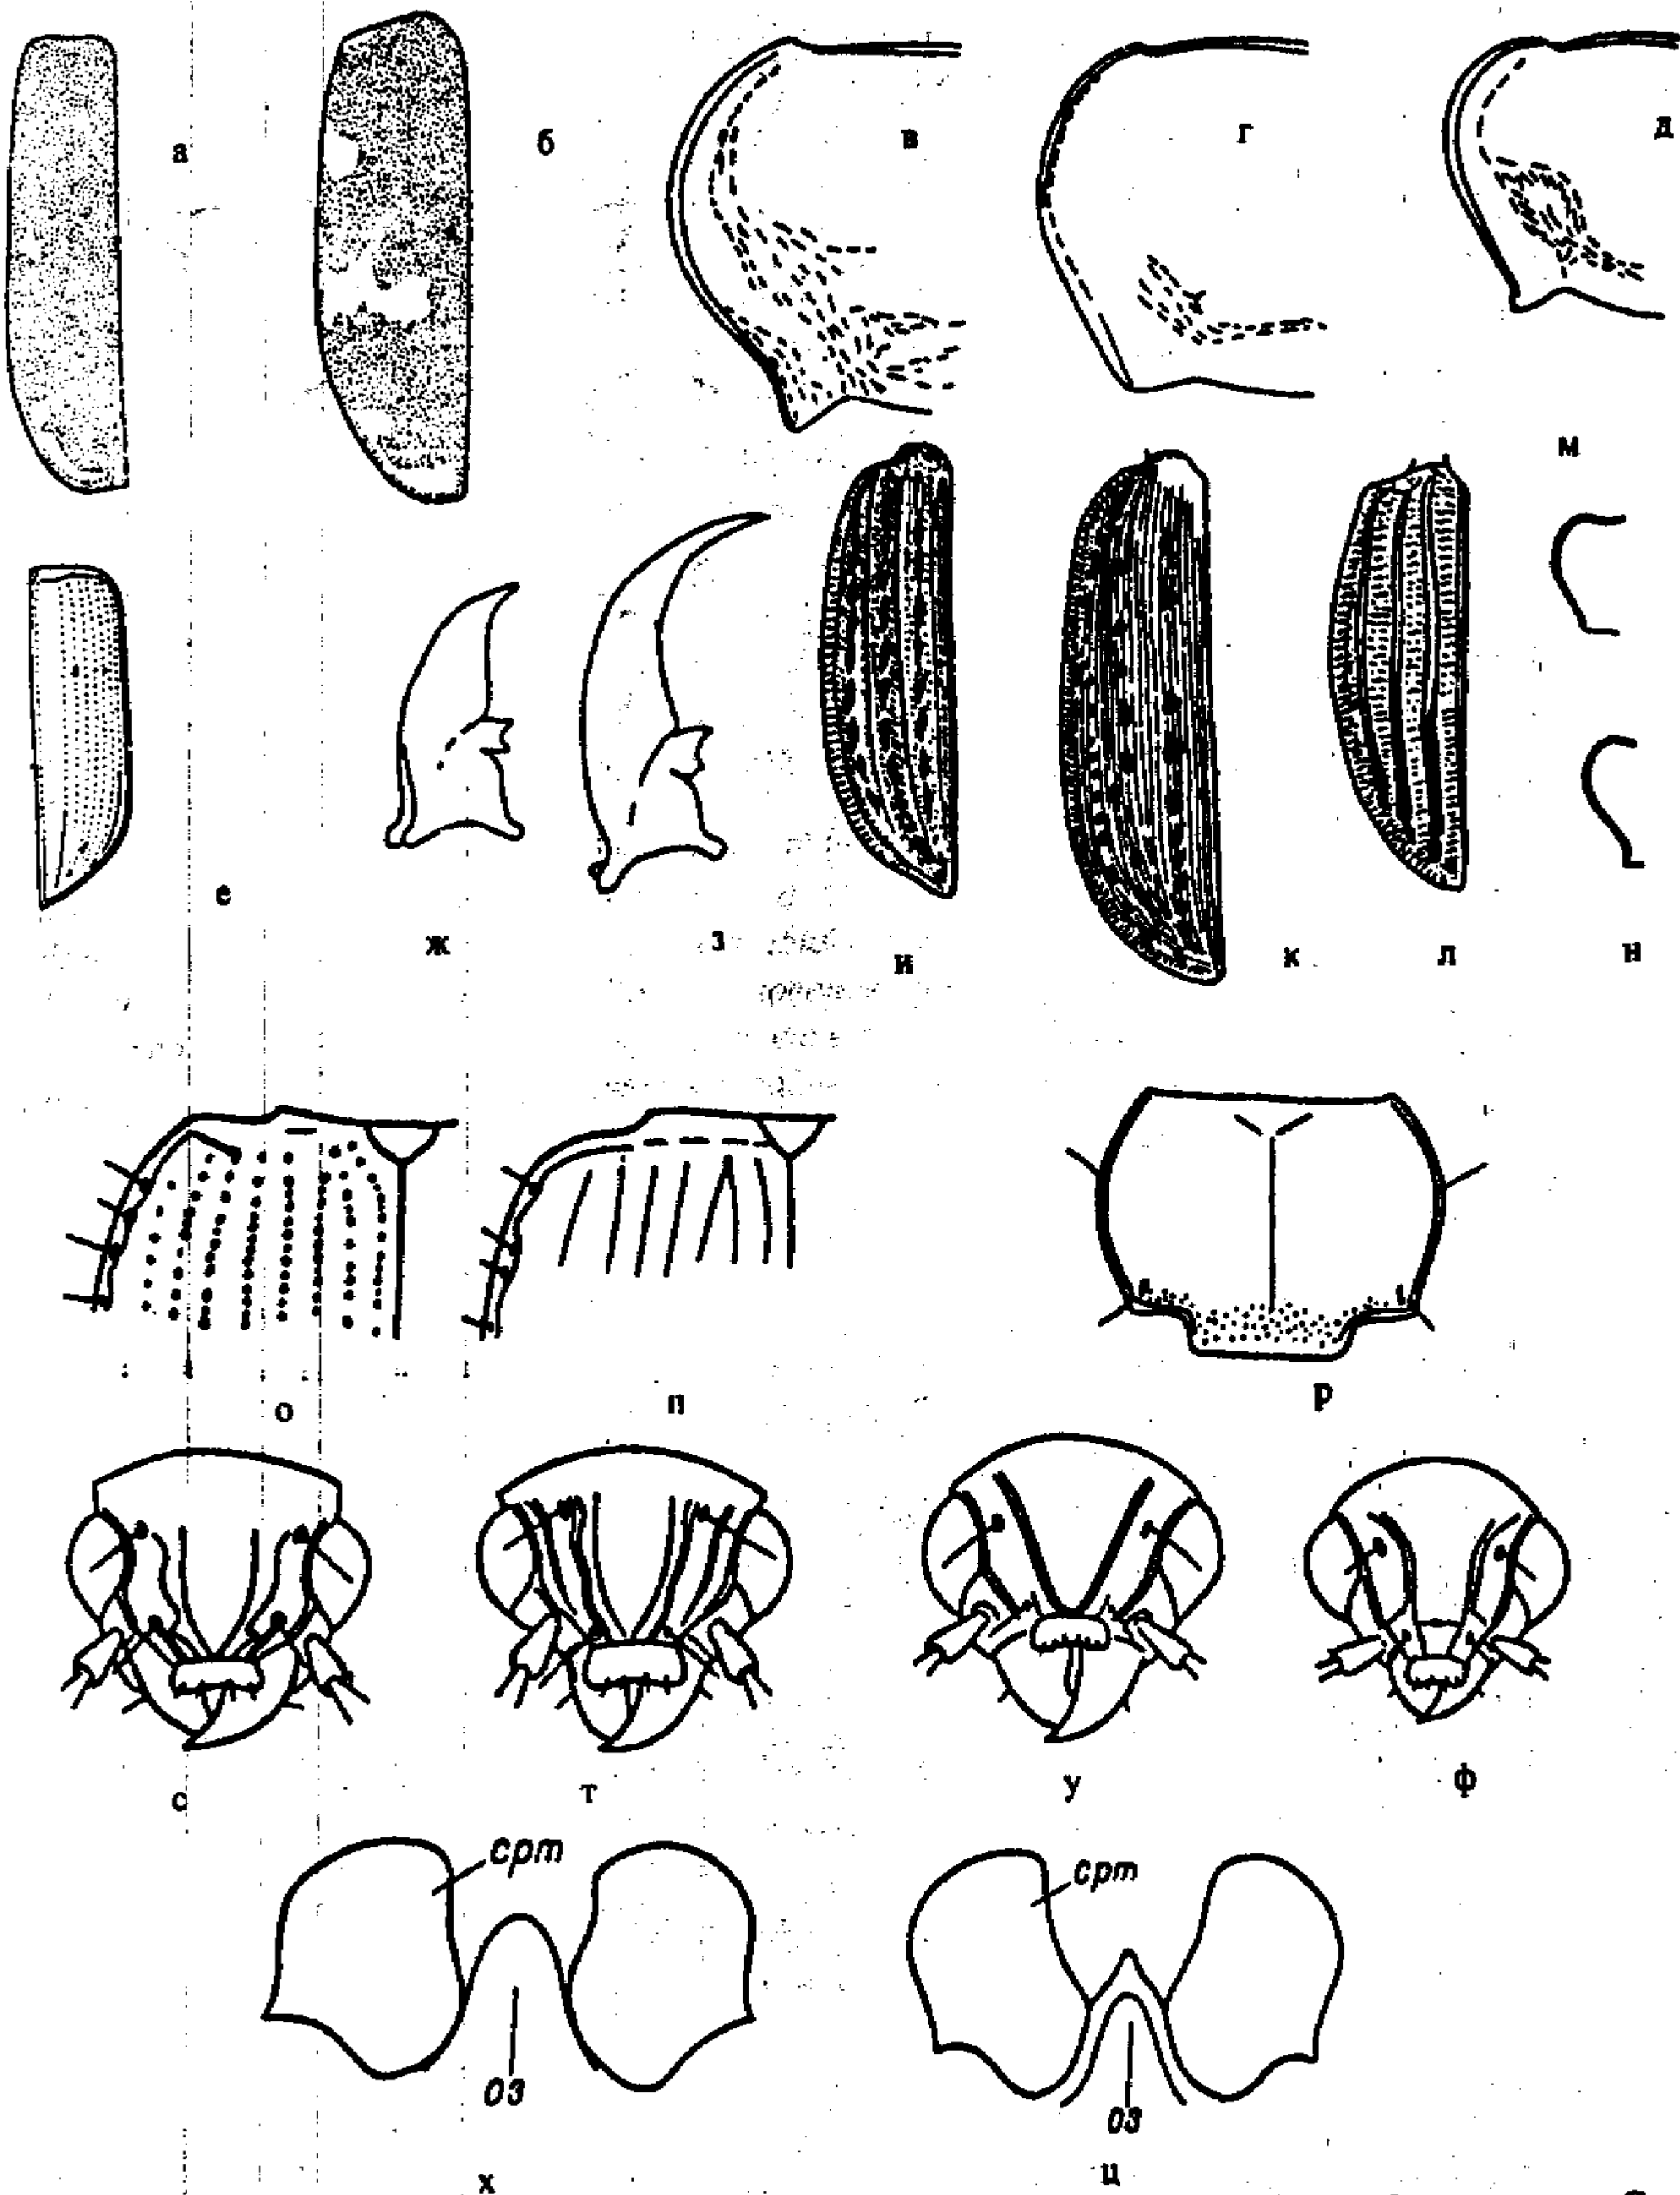 а
б
в
г
д
е
ж
з
и
к
л
м
н
о
п
р
с
т
у
ф
срт
оз
х
срт
оз
ц